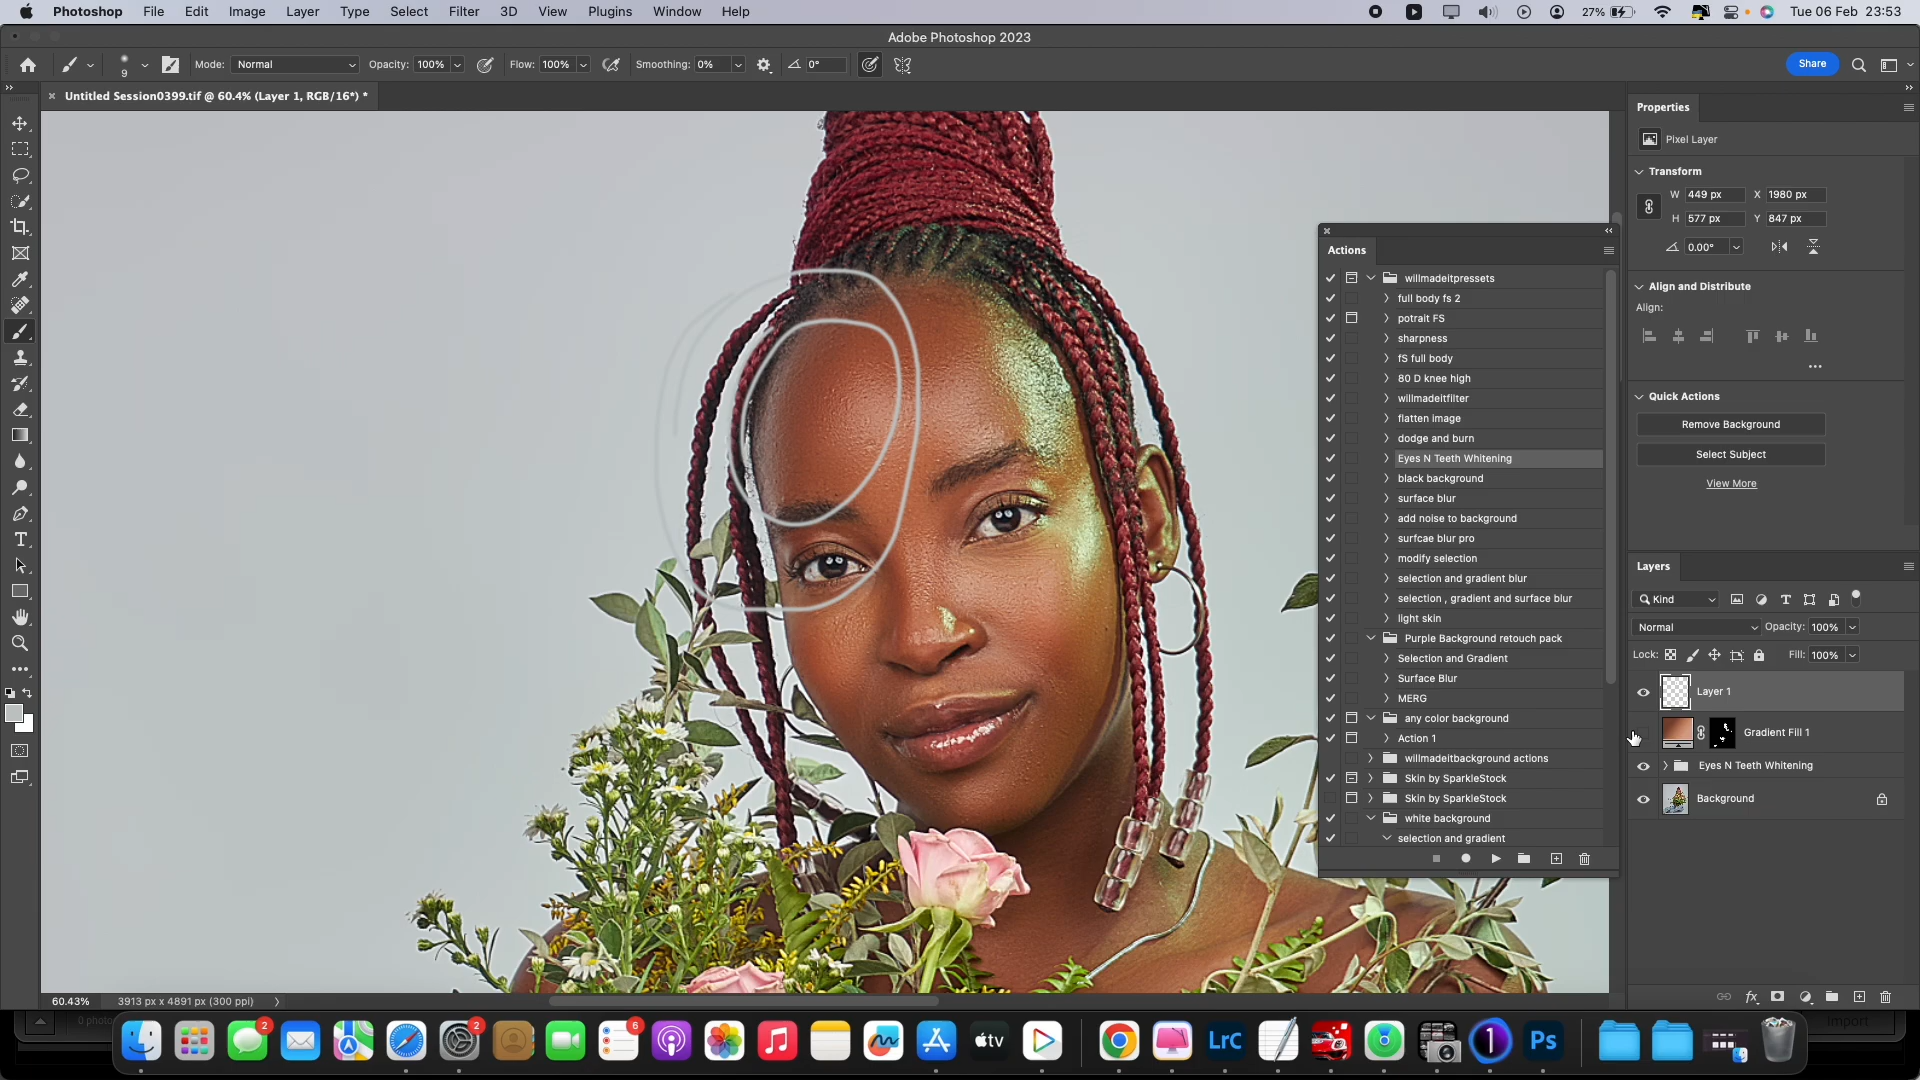 Photoshop File Edit Image Layer Type Select Filter 3D View Plugins Window Help 27% Tue 06 Feb 23:53
Adobe Photoshop 2023
9 Mode: Normal Opacity: 100% Flow: 100% Smoothing: 0% 0° Share
Untitled Session0399.tif @ 60.4% (Layer 1, RGB/16*) *
Properties
Pixel Layer
Transform
W 449 px X 1980 px
H 577 px Y 847 px
0.00°
Align and Distribute
Align:
Quick Actions
Remove Background
Select Subject
View More
Actions
willmadeitpressets
full body fs 2
potrait FS
sharpness
fS full body
80 D knee high
willmadeitfilter
flatten image
dodge and burn
Eyes N Teeth Whitening
black background
surface blur
add noise to background
surfcae blur pro
modify selection
selection and gradient blur
selection , gradient and surface blur
light skin
Purple Background retouch pack
Selection and Gradient
Surface Blur
MERG
any color background
Action 1
willmadeitbackground actions
Skin by SparkleStock
Skin by SparkleStock
white background
selection and gradient
Layers
Kind
Normal Opacity: 100%
Lock: Fill: 100%
Layer 1
Gradient Fill 1
Eyes N Teeth Whitening
Background
60.43% 3913 px x 4891 px (300 ppi)
Import
2 2 6 tv LrC 1 Ps